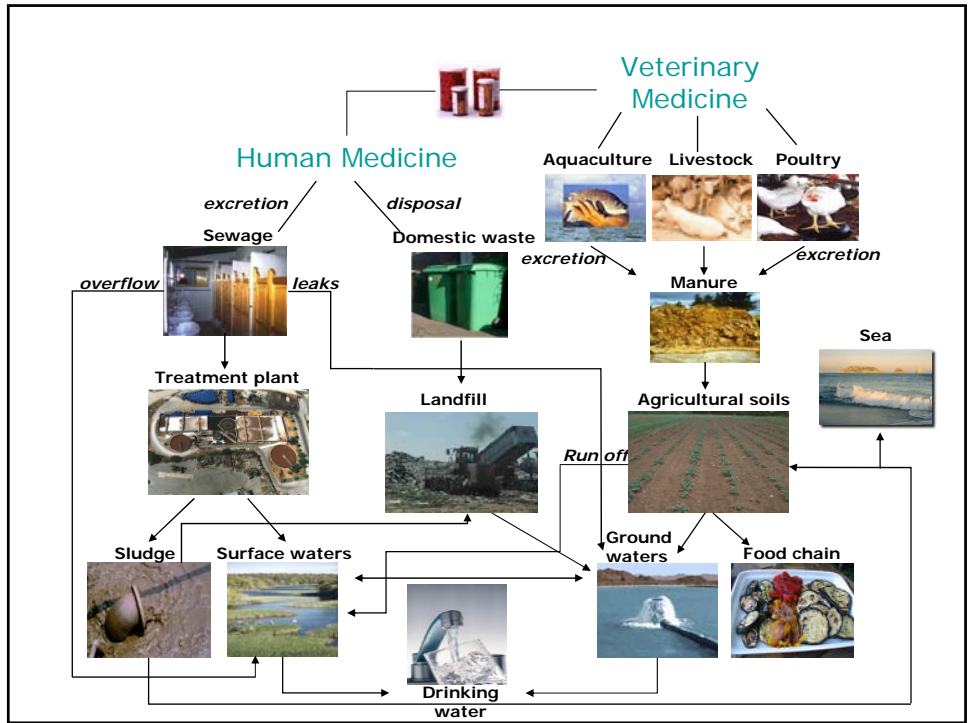 Veterinary
Medicine
Human Medicine
Aquaculture
Livestock
Poultry
excretion
disposal
Sewage
Domestic waste
excretion
excretion
overflow
leaks
Manure
Sea
Treatment plant
Landfill
Agricultural soils
Run off
Sludge
Surface waters
Ground
waters
Food chain
Drinking
water